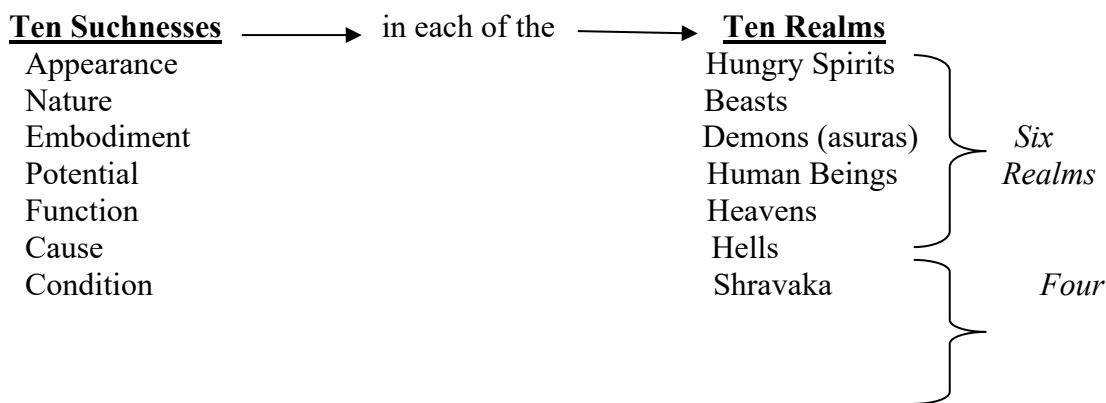 Ten Suchnesses in each of the Ten Realms
Appearance Hungry Spirits
Nature Beasts
Embodiment Demons (asuras) Six
Potential Human Beings Realms
Function Heavens
Cause Hells
Condition Shravaka Four